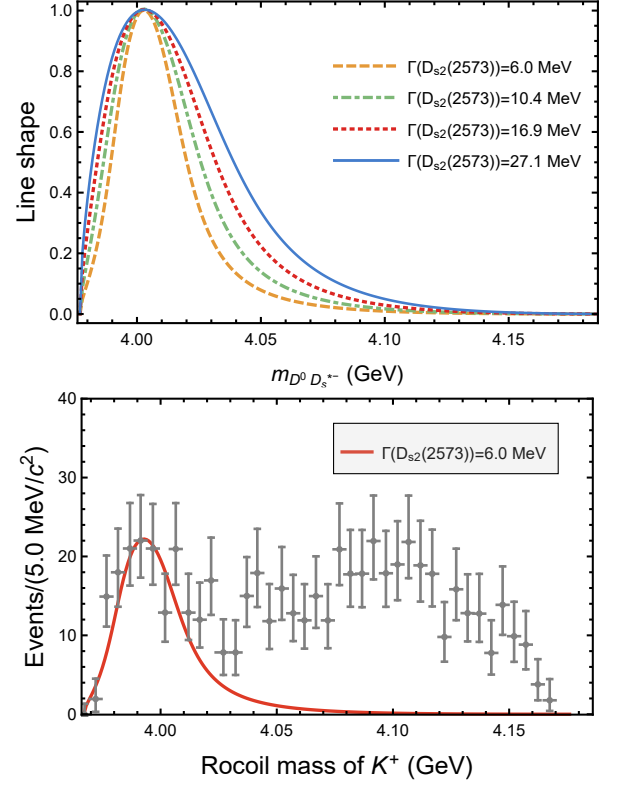 Line shape
1.0
0.8
0.6
0.4
0.2
0.0
Γ(Dₛ₂(2573))=6.0 MeV
Γ(Dₛ₂(2573))=10.4 MeV
Γ(Dₛ₂(2573))=16.9 MeV
Γ(Dₛ₂(2573))=27.1 MeV
4.00 4.05 4.10 4.15
m_{D⁰ Dₛ*⁻} (GeV)
Events/(5.0 MeV/c²)
40
30
20
10
0
Γ(Dₛ₂(2573))=6.0 MeV
4.00 4.05 4.10 4.15
Rocoil mass of K⁺ (GeV)